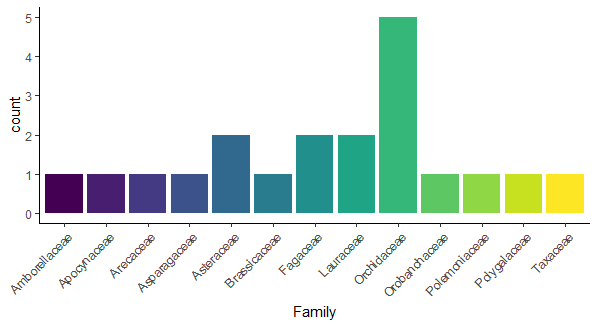 count
5
4
3
2
1
0
Amborellaceae
Apocynaceae
Arecaceae
Asparagaceae
Asteraceae
Brassicaceae
Fagaceae
Lauraceae
Orchidaceae
Orobanchaceae
Polemoniaceae
Polygalaceae
Taxaceae
Family